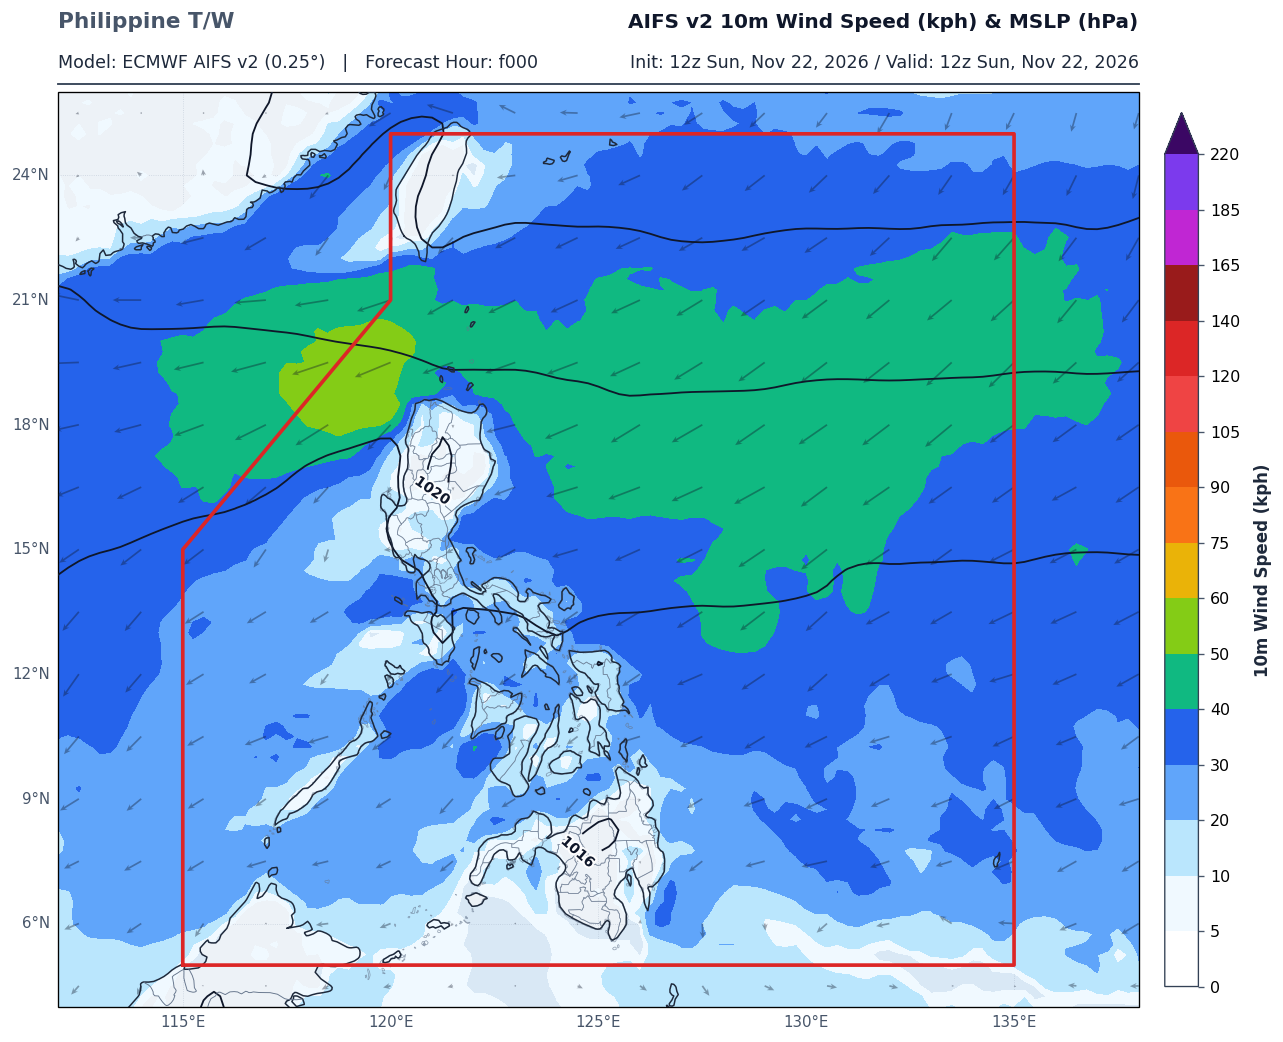 Philippine T/W
AIFS v2 10m Wind Speed (kph) & MSLP (hPa)
Model: ECMWF AIFS v2 (0.25°) | Forecast Hour: f000
Init: 12z Sun, Nov 22, 2026 / Valid: 12z Sun, Nov 22, 2026
24°N
21°N
18°N
15°N
12°N
9°N
6°N
115°E
120°E
125°E
130°E
135°E
1020
1016
220
185
165
140
120
105
90
75
60
50
40
30
20
10
5
0
10m Wind Speed (kph)